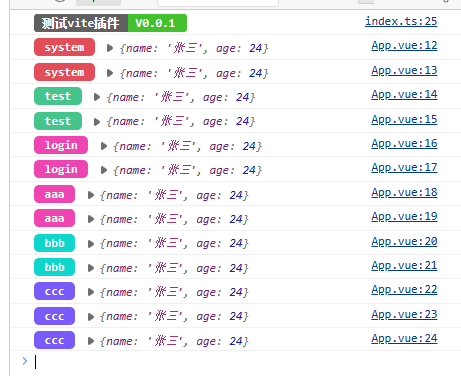 测试vite插件 V0.0.1 index.ts:25
system ▶ {name: '张三', age: 24} App.vue:12
system ▶ {name: '张三', age: 24} App.vue:13
test ▶ {name: '张三', age: 24} App.vue:14
test ▶ {name: '张三', age: 24} App.vue:15
login ▶ {name: '张三', age: 24} App.vue:16
login ▶ {name: '张三', age: 24} App.vue:17
aaa ▶ {name: '张三', age: 24} App.vue:18
aaa ▶ {name: '张三', age: 24} App.vue:19
bbb ▶ {name: '张三', age: 24} App.vue:20
bbb ▶ {name: '张三', age: 24} App.vue:21
ccc ▶ {name: '张三', age: 24} App.vue:22
ccc ▶ {name: '张三', age: 24} App.vue:23
ccc ▶ {name: '张三', age: 24} App.vue:24